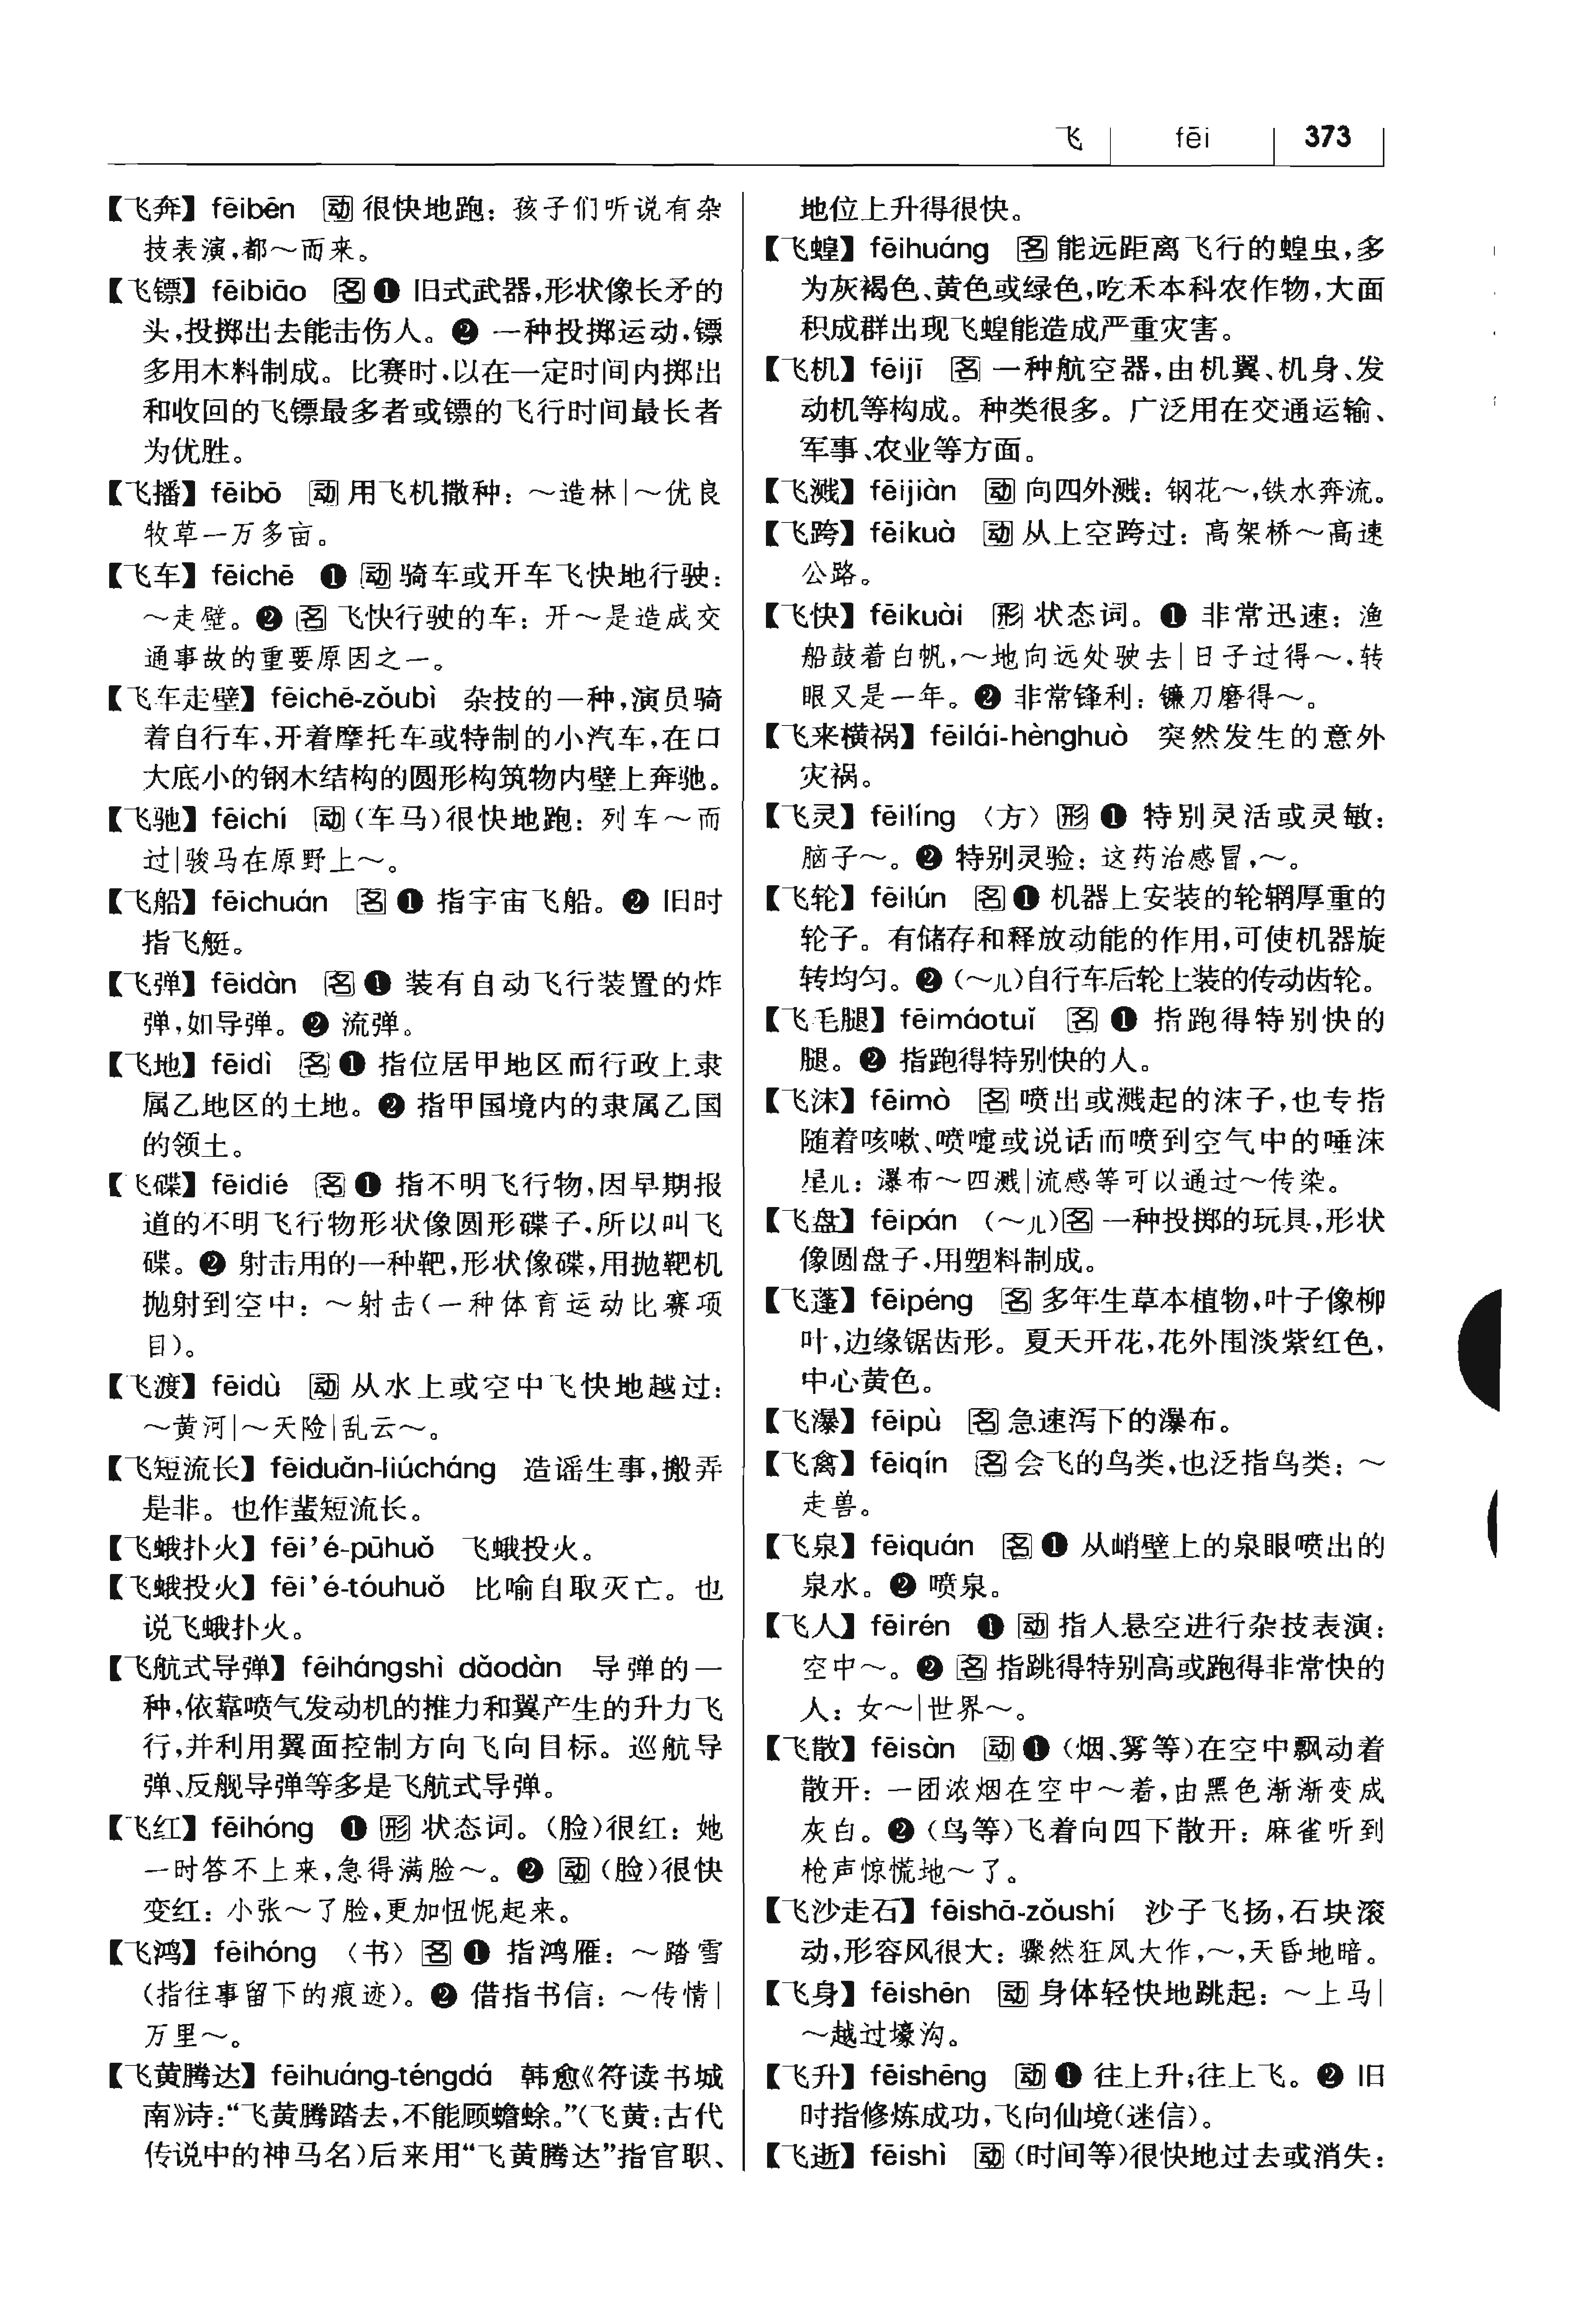 飞 fēi 373
【飞奔】fēibēn 动 很快地跑：孩子们听说有杂
技表演，都～而来。
【飞镖】fēibiāo 名 ❶ 旧式武器，形状像长矛的
头，投掷出去能击伤人。❷ 一种投掷运动，镖
多用木料制成。比赛时，以在一定时间内掷出
和收回的飞镖最多者或镖的飞行时间最长者
为优胜。
【飞播】fēibō 动 用飞机撒种：～造林|～优良
牧草一万多亩。
【飞车】fēichē ❶ 动 骑车或开车飞快地行驶：
～走壁。❷ 名 飞快行驶的车：开～是造成交
通事故的重要原因之一。
【飞车走壁】fēichē-zǒubì 杂技的一种，演员骑
着自行车，开着摩托车或特制的小汽车，在口
大底小的钢木结构的圆形构筑物内壁上奔驰。
【飞驰】fēichí 动（车马）很快地跑：列车～而
过|骏马在原野上～。
【飞船】fēichuán 名 ❶ 指宇宙飞船。❷ 旧时
指飞艇。
【飞弹】fēidàn 名 ❶ 装有自动飞行装置的炸
弹，如导弹。❷ 流弹。
【飞地】fēidì 名 ❶ 指位居甲地区而行政上隶
属乙地区的土地。❷ 指甲国境内的隶属乙国
的领土。
【飞碟】fēidié 名 ❶ 指不明飞行物，因早期报
道的不明飞行物形状像圆形碟子，所以叫飞
碟。❷ 射击用的一种靶，形状像碟，用抛靶机
抛射到空中：～射击（一种体育运动比赛项
目）。
【飞渡】fēidù 动 从水上或空中飞快地越过：
～黄河|～天险|乱云～。
【飞短流长】fēiduǎn-liúcháng 造谣生事，搬弄
是非。也作蜚短流长。
【飞蛾扑火】fēi’é-pūhuǒ 飞蛾投火。
【飞蛾投火】fēi’é-tóuhuǒ 比喻自取灭亡。也
说飞蛾扑火。
【飞航式导弹】fēihángshì dǎodàn 导弹的一
种，依靠喷气发动机的推力和翼产生的升力飞
行，并利用翼面控制方向飞向目标。巡航导
弹、反舰导弹等多是飞航式导弹。
【飞红】fēihóng ❶ 形 状态词。（脸）很红：她
一时答不上来，急得满脸～。❷ 动（脸）很快
变红：小张～了脸，更加忸怩起来。
【飞鸿】fēihóng 〈书〉名 ❶ 指鸿雁：～踏雪
（指往事留下的痕迹）。❷ 借指书信：～传情|
万里～。
【飞黄腾达】fēihuáng-téngdá 韩愈《符读书城
南》诗：“飞黄腾踏去，不能顾蟾蜍。”（飞黄：古代
传说中的神马名）后来用“飞黄腾达”指官职、
地位上升得很快。
【飞蝗】fēihuáng 名 能远距离飞行的蝗虫，多
为灰褐色、黄色或绿色，吃禾本科农作物，大面
积成群出现飞蝗能造成严重灾害。
【飞机】fēijī 名 一种航空器，由机翼、机身、发
动机等构成。种类很多。广泛用在交通运输、
军事、农业等方面。
【飞溅】fēijiàn 动 向四外溅：钢花～，铁水奔流。
【飞跨】fēikuà 动 从上空跨过：高架桥～高速
公路。
【飞快】fēikuài 形 状态词。❶ 非常迅速：渔
船鼓着白帆，～地向远处驶去|日子过得～，转
眼又是一年。❷ 非常锋利：镰刀磨得～。
【飞来横祸】fēilái-hènghuò 突然发生的意外
灾祸。
【飞灵】fēilíng 〈方〉形 ❶ 特别灵活或灵敏：
脑子～。❷ 特别灵验：这药治感冒，～。
【飞轮】fēilún 名 ❶ 机器上安装的轮辋厚重的
轮子。有储存和释放动能的作用，可使机器旋
转均匀。❷（～儿）自行车后轮上装的传动齿轮。
【飞毛腿】fēimáotuǐ 名 ❶ 指跑得特别快的
腿。❷ 指跑得特别快的人。
【飞沫】fēimò 名 喷出或溅起的沫子，也专指
随着咳嗽、喷嚏或说话而喷到空气中的唾沫
星儿：瀑布～四溅|流感等可以通过～传染。
【飞盘】fēipán （～儿）名 一种投掷的玩具，形状
像圆盘子，用塑料制成。
【飞蓬】fēipéng 名 多年生草本植物，叶子像柳
叶，边缘锯齿形。夏天开花，花外围淡紫红色，
中心黄色。
【飞瀑】fēipù 名 急速泻下的瀑布。
【飞禽】fēiqín 名 会飞的鸟类，也泛指鸟类：～
走兽。
【飞泉】fēiquán 名 ❶ 从峭壁上的泉眼喷出的
泉水。❷ 喷泉。
【飞人】fēirén ❶ 动 指人悬空进行杂技表演：
空中～。❷ 名 指跳得特别高或跑得非常快的
人：女～|世界～。
【飞散】fēisàn 动 ❶（烟、雾等）在空中飘动着
散开：一团浓烟在空中～着，由黑色渐渐变成
灰白。❷（鸟等）飞着向四下散开：麻雀听到
枪声惊慌地～了。
【飞沙走石】fēishā-zǒushí 沙子飞扬，石块滚
动，形容风很大：骤然狂风大作，～，天昏地暗。
【飞身】fēishēn 动 身体轻快地跳起：～上马|
～越过壕沟。
【飞升】fēishēng 动 ❶ 往上升；往上飞。❷ 旧
时指修炼成功，飞向仙境（迷信）。
【飞逝】fēishì 动（时间等）很快地过去或消失：